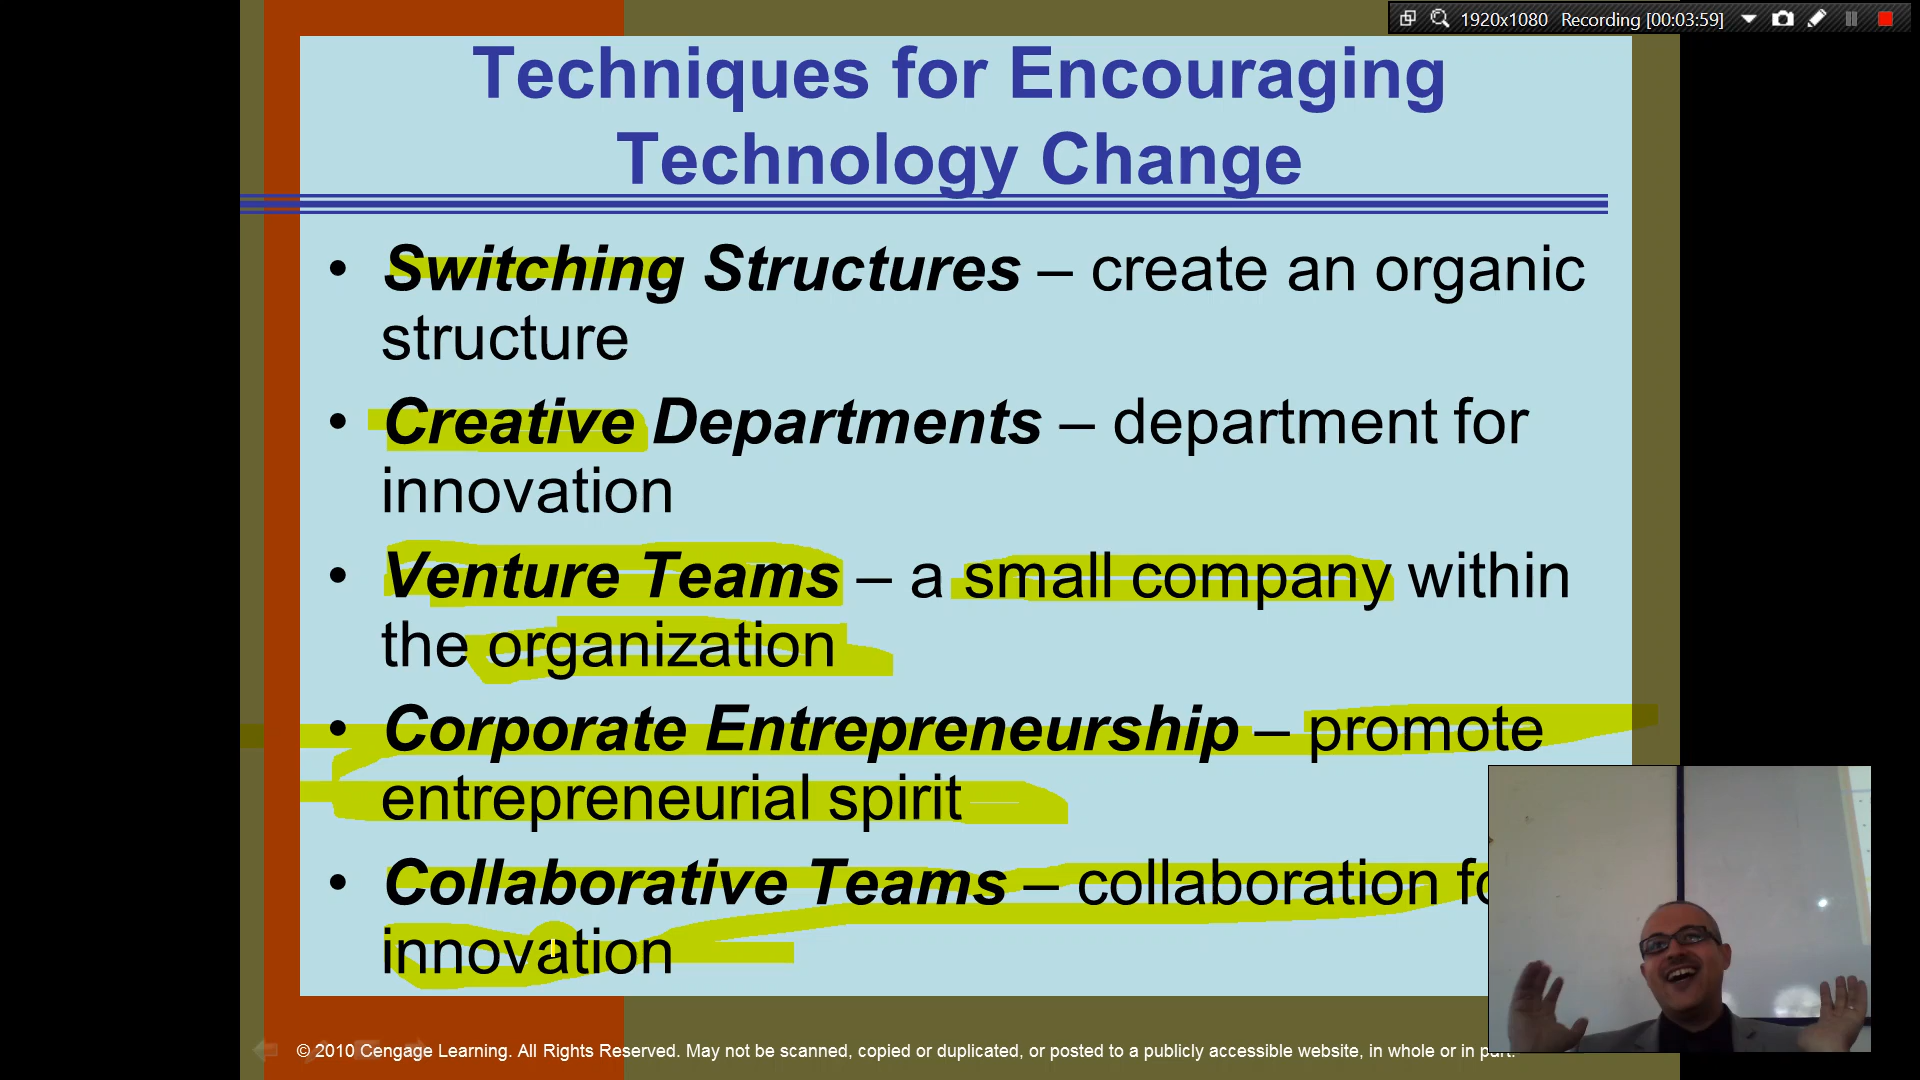 1920x1080 Recording [00:03:59]
Techniques for Encouraging
Technology Change
• Switching Structures – create an organic
structure
• Creative Departments – department for
innovation
• Venture Teams – a small company within
the organization
• Corporate Entrepreneurship – promote
entrepreneurial spirit
• Collaborative Teams – collaboration fo
innovation
© 2010 Cengage Learning. All Rights Reserved. May not be scanned, copied or duplicated, or posted to a publicly accessible website, in whole or in part.